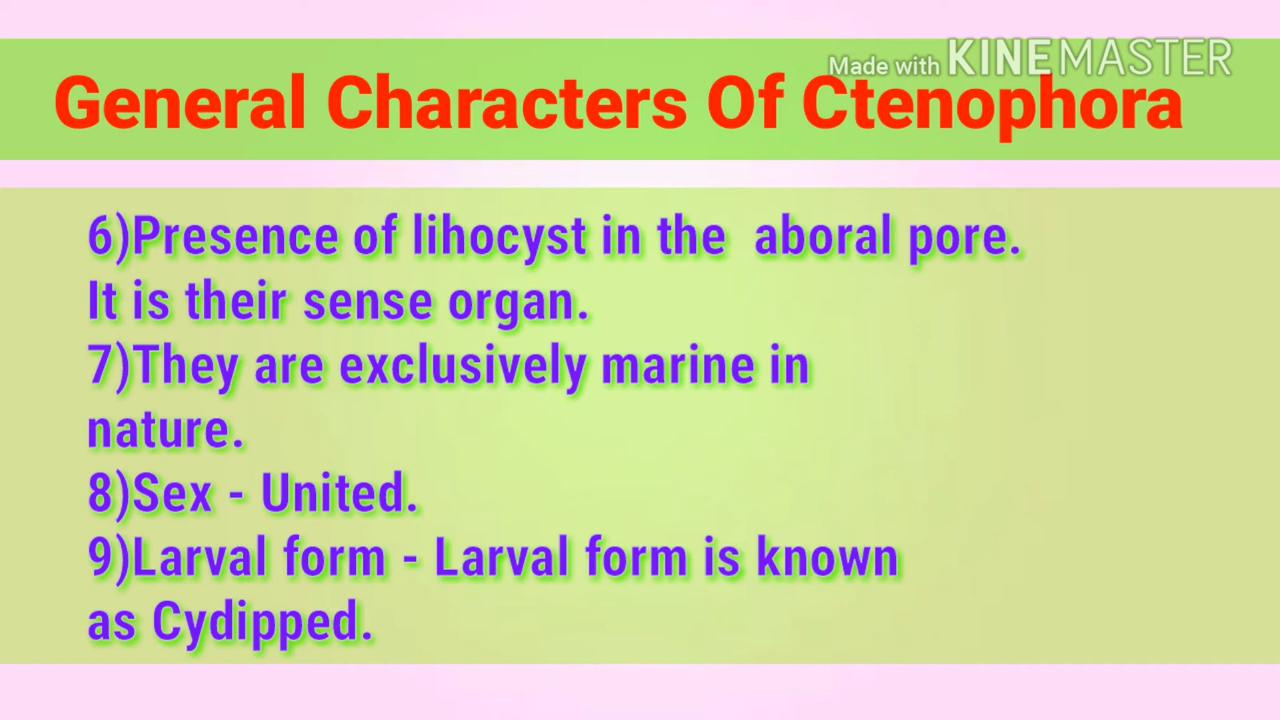 Made with KINEMASTER
General Characters Of Ctenophora
6)Presence of lihocyst in the aboral pore.
It is their sense organ.
7)They are exclusively marine in
nature.
8)Sex - United.
9)Larval form - Larval form is known
as Cydipped.